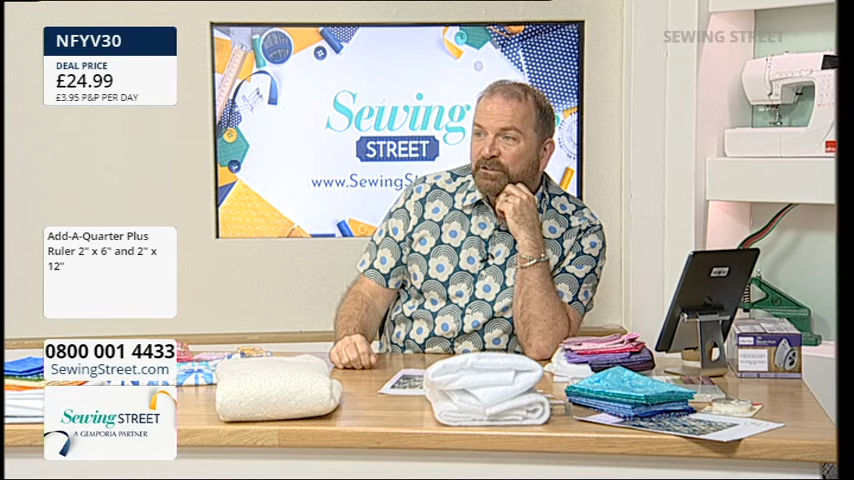 NFYV30
DEAL PRICE
£24.99
£3.95 P&P PER DAY
SEWING STREET
Sewing
STREET
www.SewingSt
Add-A-Quarter Plus
Ruler 2" x 6" and 2" x
12"
0800 001 4433
SewingStreet.com
Sewing STREET
A GEMPORIA PARTNER